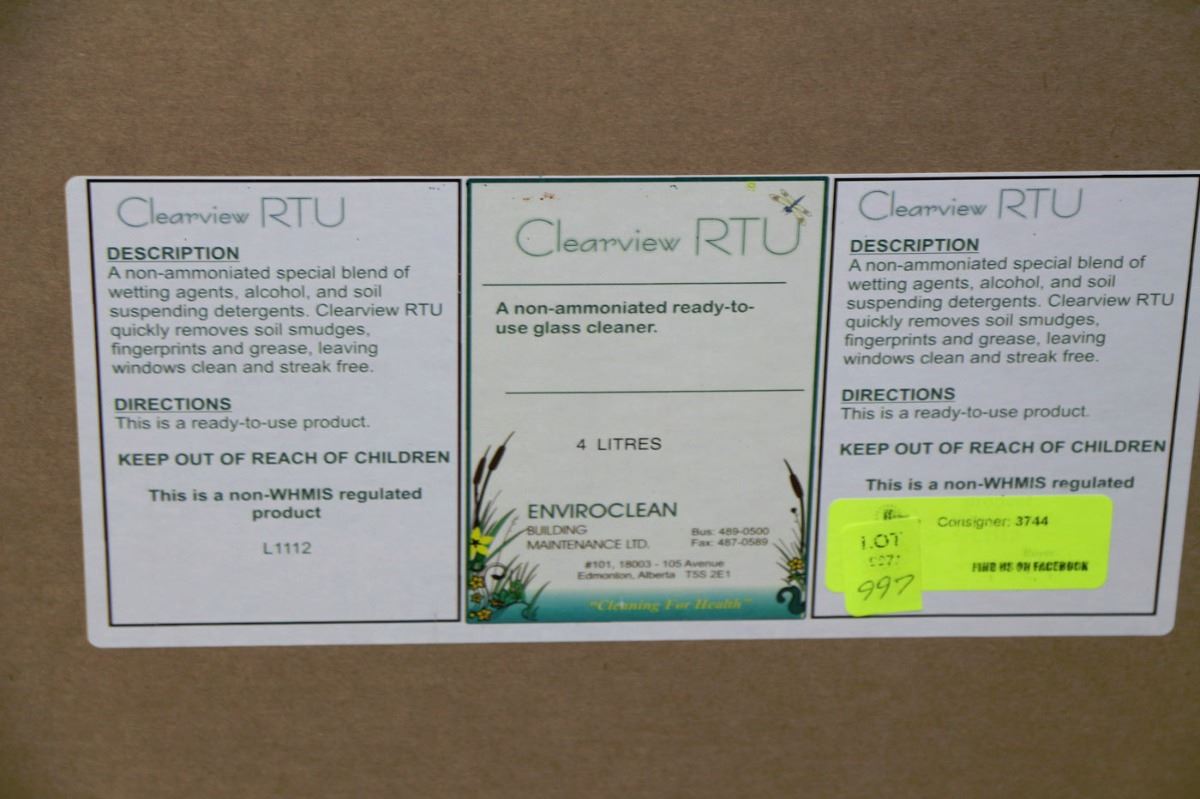 Clearview RTU
DESCRIPTION
A non-ammoniated special blend of
wetting agents, alcohol, and soil
suspending detergents. Clearview RTU
quickly removes soil smudges,
fingerprints and grease, leaving
windows clean and streak free.
DIRECTIONS
This is a ready-to-use product.
KEEP OUT OF REACH OF CHILDREN
This is a non-WHMIS regulated
product
L1112
Clearview RTU
A non-ammoniated ready-to-
use glass cleaner.
4 LITRES
ENVIROCLEAN
BUILDING
MAINTENANCE LTD.
Bus: 489-0500
Fax: 487-0589
#101, 18003 - 105 Avenue
Edmonton, Alberta T5S 2E1
"Cleaning For Health"
Clearview RTU
DESCRIPTION
A non-ammoniated special blend of
wetting agents, alcohol, and soil
suspending detergents. Clearview RTU
quickly removes soil smudges,
fingerprints and grease, leaving
windows clean and streak free.
DIRECTIONS
This is a ready-to-use product.
KEEP OUT OF REACH OF CHILDREN
This is a non-WHMIS regulated
Consigner: 3744
LOT
997
FIND US ON FACEBOOK